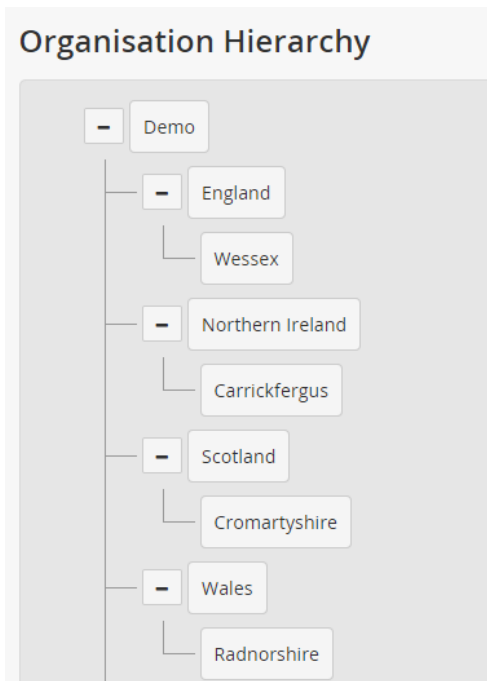 Organisation Hierarchy
Demo
England
Wessex
Northern Ireland
Carrickfergus
Scotland
Cromartyshire
Wales
Radnorshire